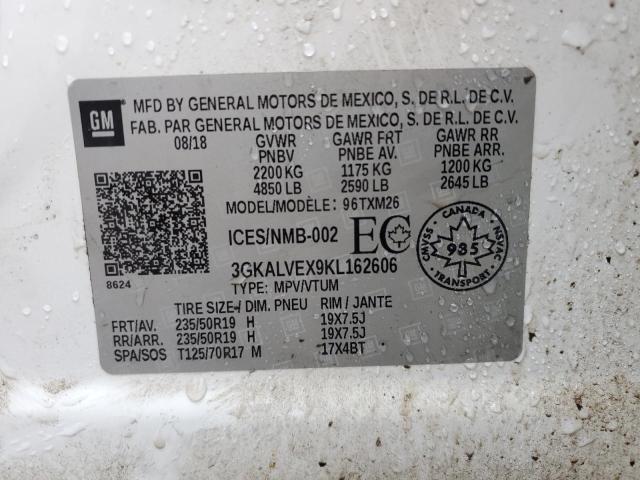 GM
MFD BY GENERAL MOTORS DE MEXICO, S. DE R.L. DE C.V.
FAB. PAR GENERAL MOTORS DE MEXICO, S. DE R.L. DE C.V.
08/18 GVWR GAWR FRT GAWR RR
PNBV PNBE AV. PNBE ARR.
2200 KG 1175 KG 1200 KG
4850 LB 2590 LB 2645 LB
MODEL/MODÈLE: 96TXM26
ICES/NMB-002 EC
CANADA
CMVSS NSVAC
985
8624
3GKALVEX9KL162606
TYPE: MPV/VTUM
TIRE SIZE / DIM. PNEU RIM / JANTE
FRT/AV. 235/50R19 H 19X7.5J
RR/ARR. 235/50R19 H 19X7.5J
SPA/SOS T125/70R17 M 17X4BT